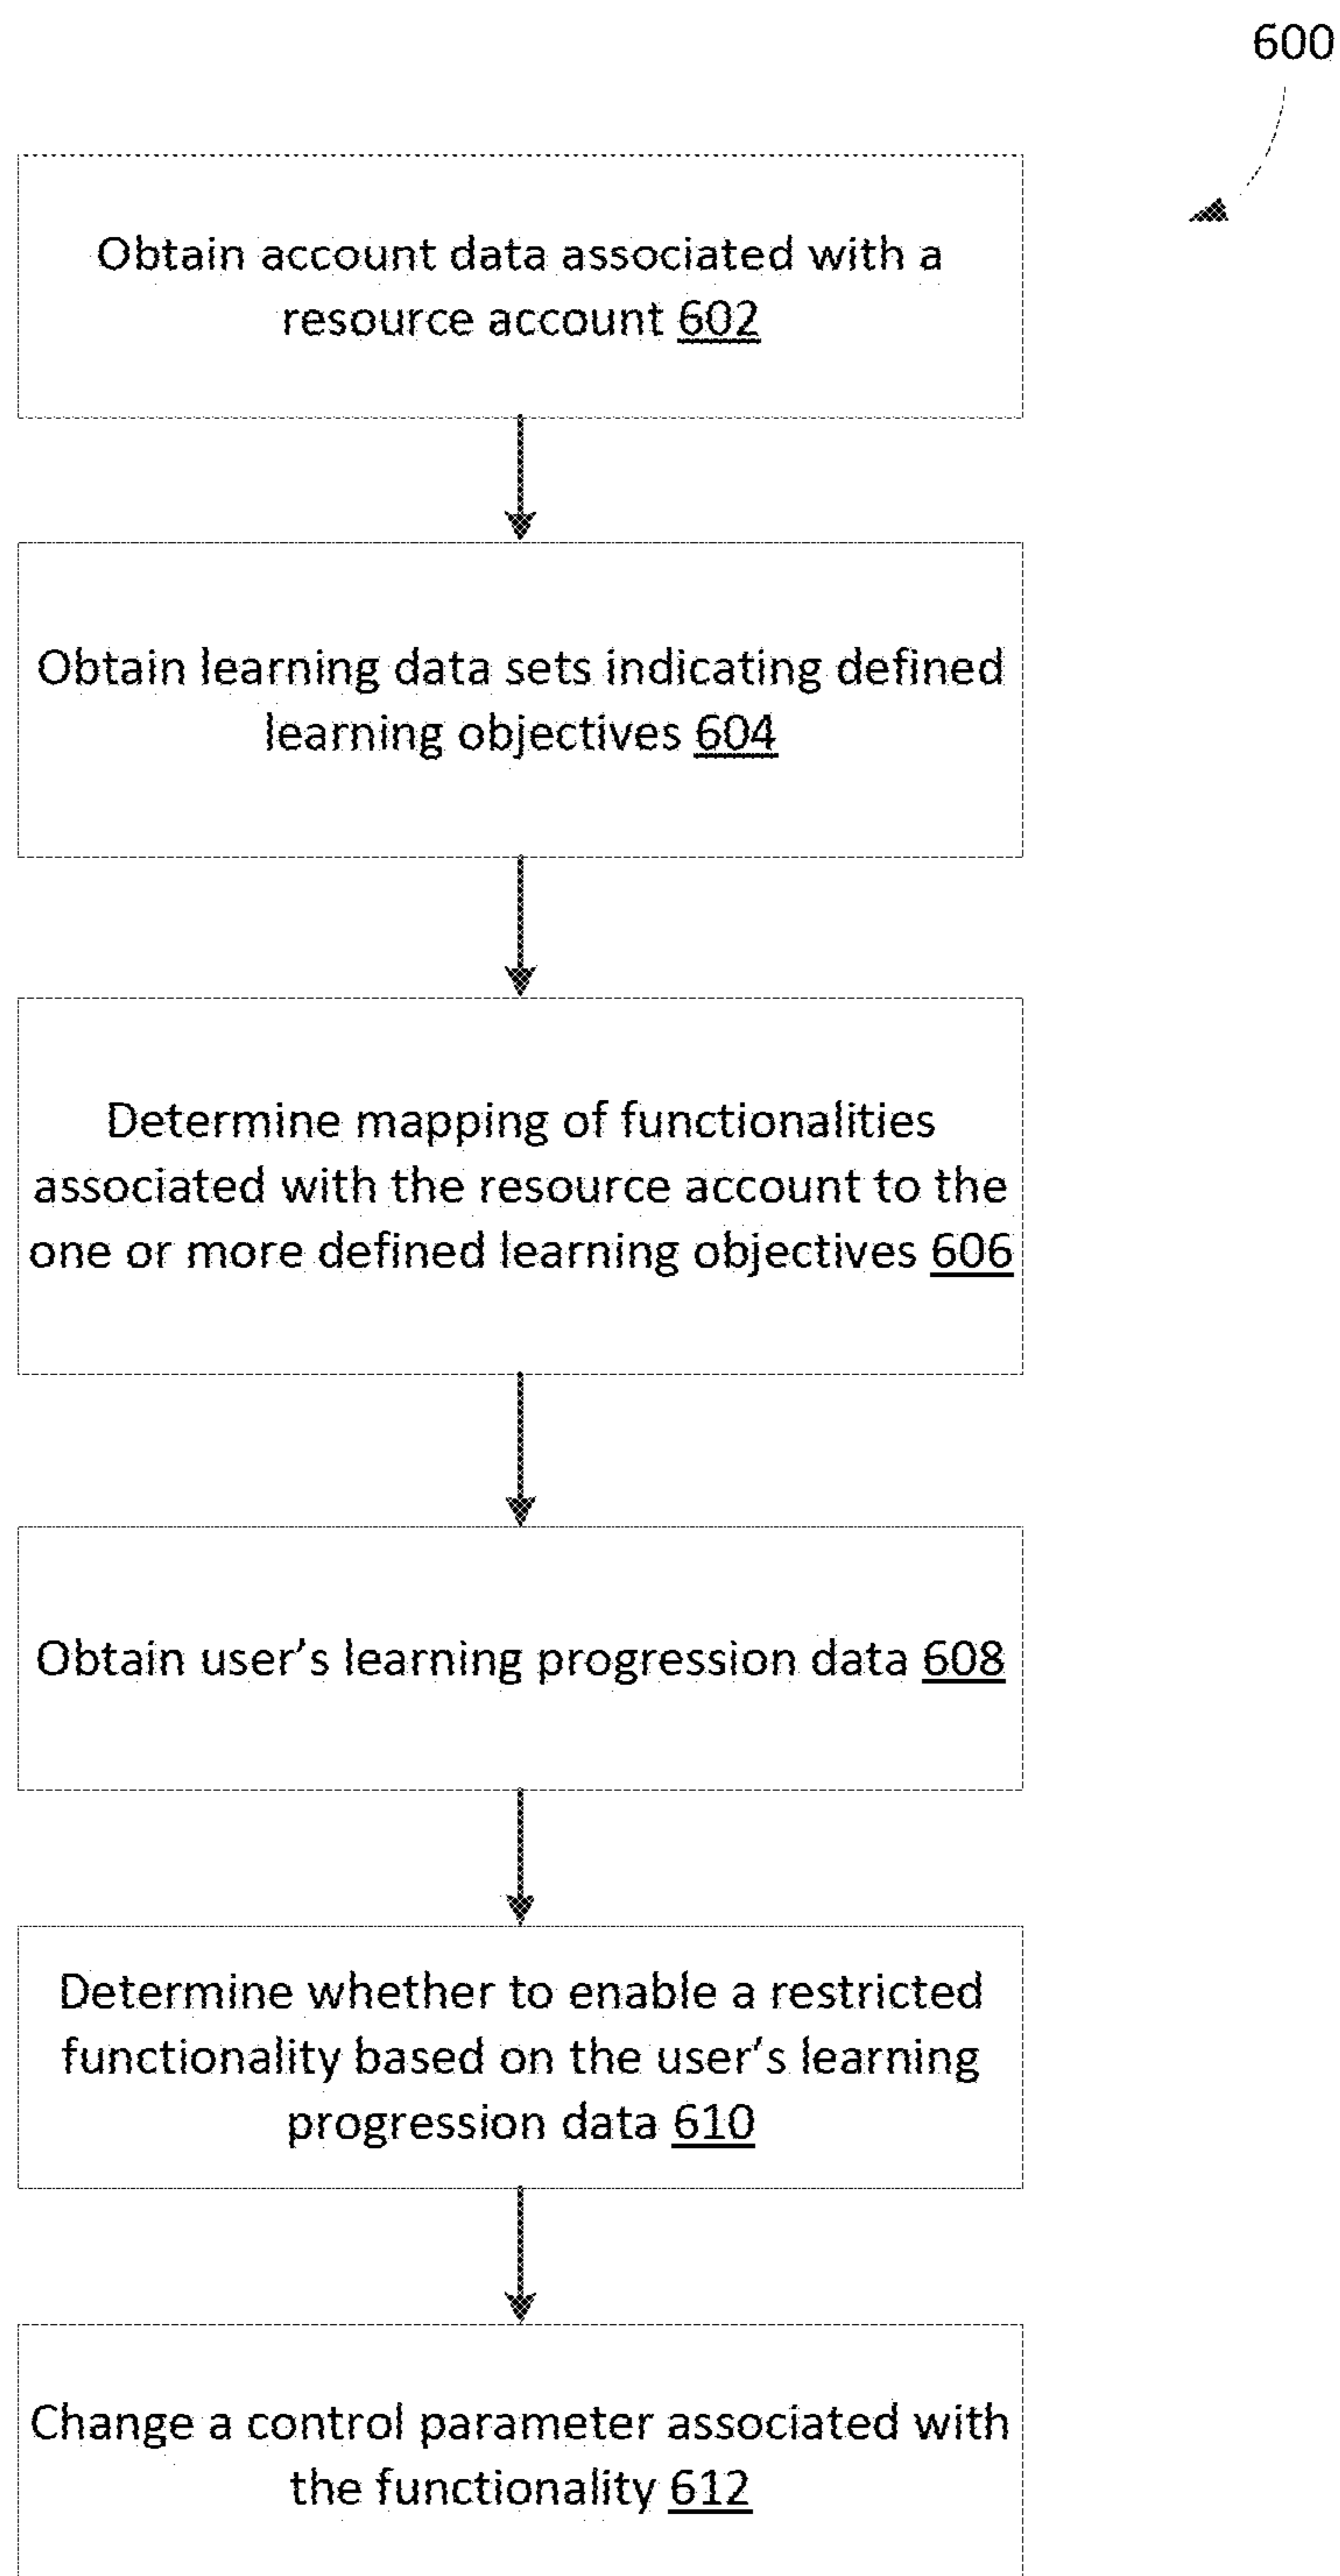 600
Obtain account data associated with a
resource account 602
Obtain learning data sets indicating defined
learning objectives 604
Determine mapping of functionalities
associated with the resource account to the
one or more defined learning objectives 606
Obtain user's learning progression data 608
Determine whether to enable a restricted
functionality based on the user's learning
progression data 610
Change a control parameter associated with
the functionality 612